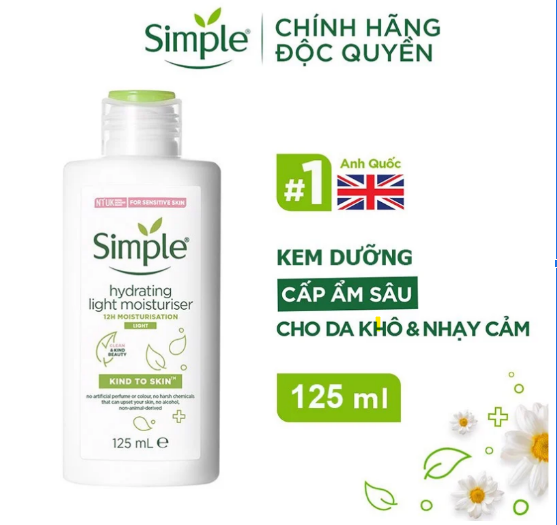 Simple®
CHÍNH HÃNG
ĐỘC QUYỀN
NTUK FOR SENSITIVE SKIN
Simple®
hydrating
light moisturiser
12H MOISTURISATION
LIGHT
CLEAN
& KIND
BEAUTY
KIND TO SKIN™
no artificial perfume or colour, no harsh chemicals
that can upset your skin, no alcohol,
non-animal-derived
125 mL ℮
#1
Anh Quốc
KEM DƯỠNG
CẤP ẨM SÂU
CHO DA KHÔ & NHẠY CẢM
125 ml